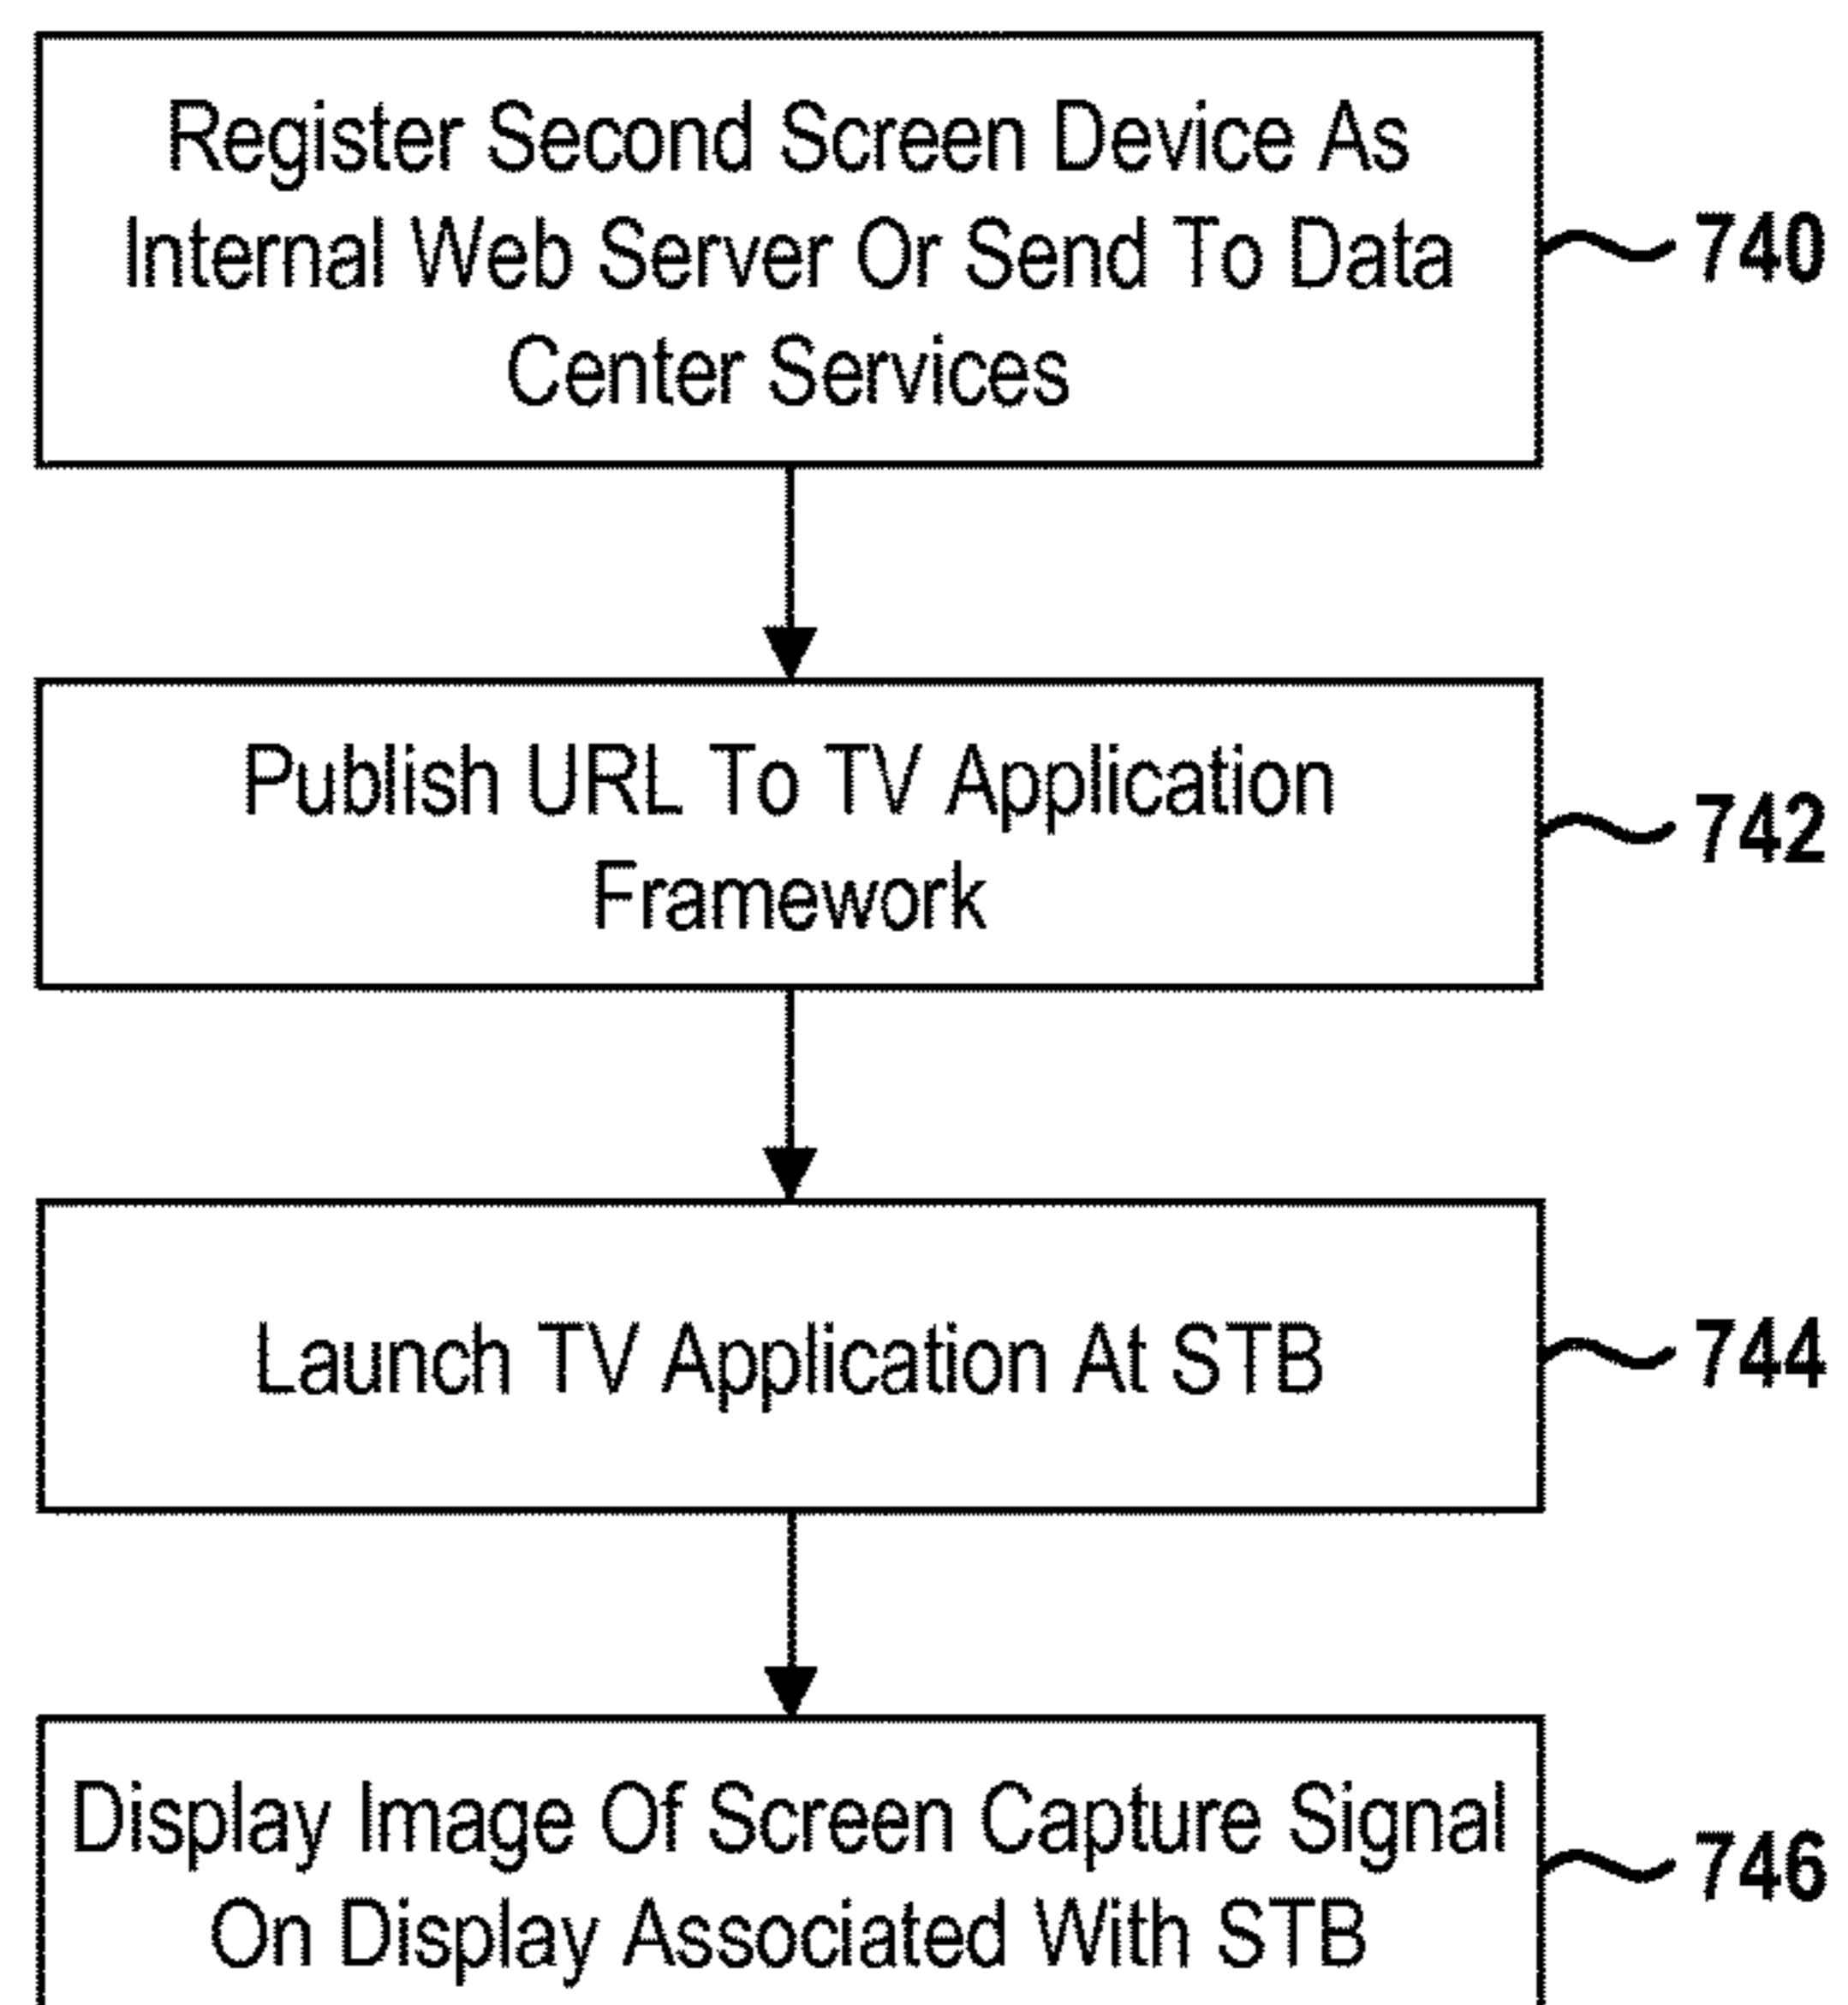 Register Second Screen Device As
Internal Web Server Or Send To Data
Center Services
740
Publish URL To TV Application
Framework
742
Launch TV Application At STB
744
Display Image Of Screen Capture Signal
On Display Associated With STB
746